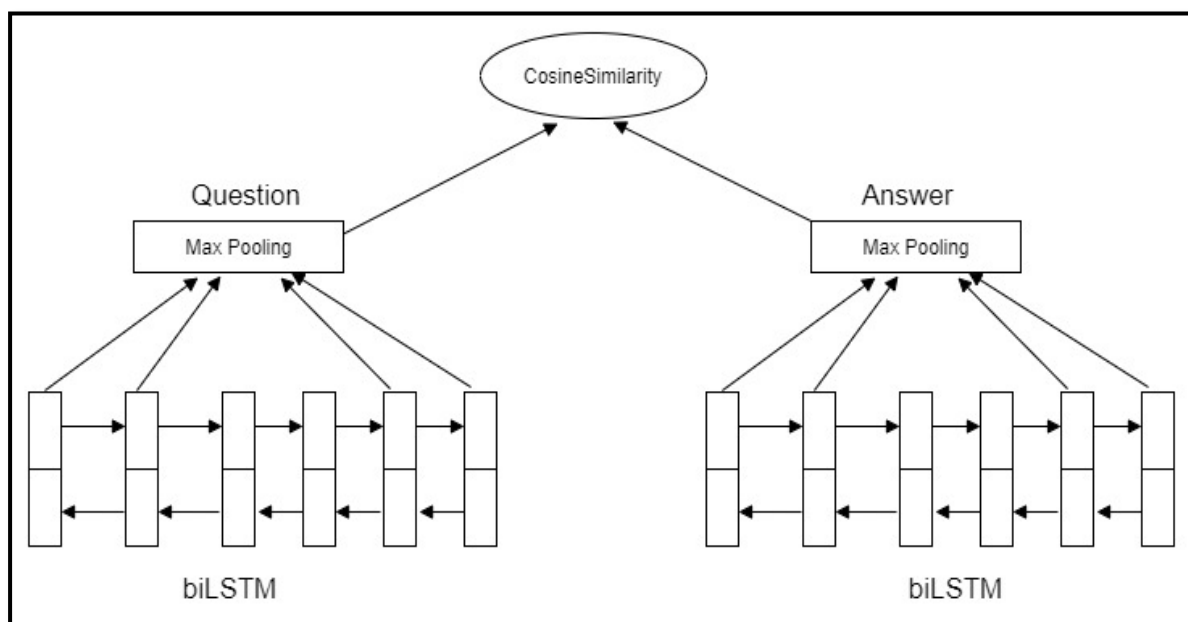 CosineSimilarity
Question
Answer
Max Pooling
Max Pooling
biLSTM
biLSTM